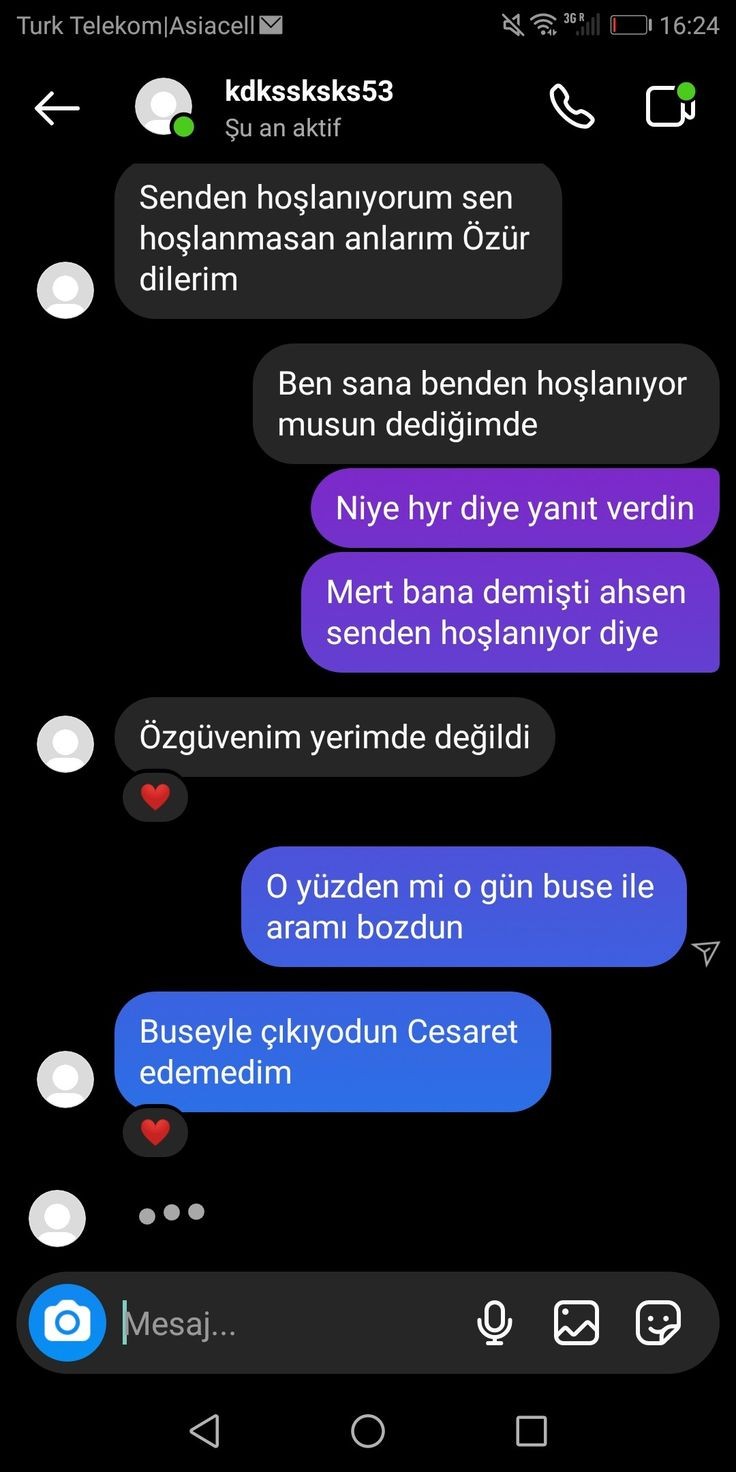 Turk Telekom|Asiacell
3G R
16:24
kdkssksks53
Şu an aktif
Senden hoşlanıyorum sen
hoşlanmasan anlarım Özür
dilerim
Ben sana benden hoşlanıyor
musun dediğimde
Niye hyr diye yanıt verdin
Mert bana demişti ahsen
senden hoşlanıyor diye
Özgüvenim yerimde değildi
O yüzden mi o gün buse ile
aramı bozdun
Buseyle çıkıyodun Cesaret
edemedim
Mesaj...